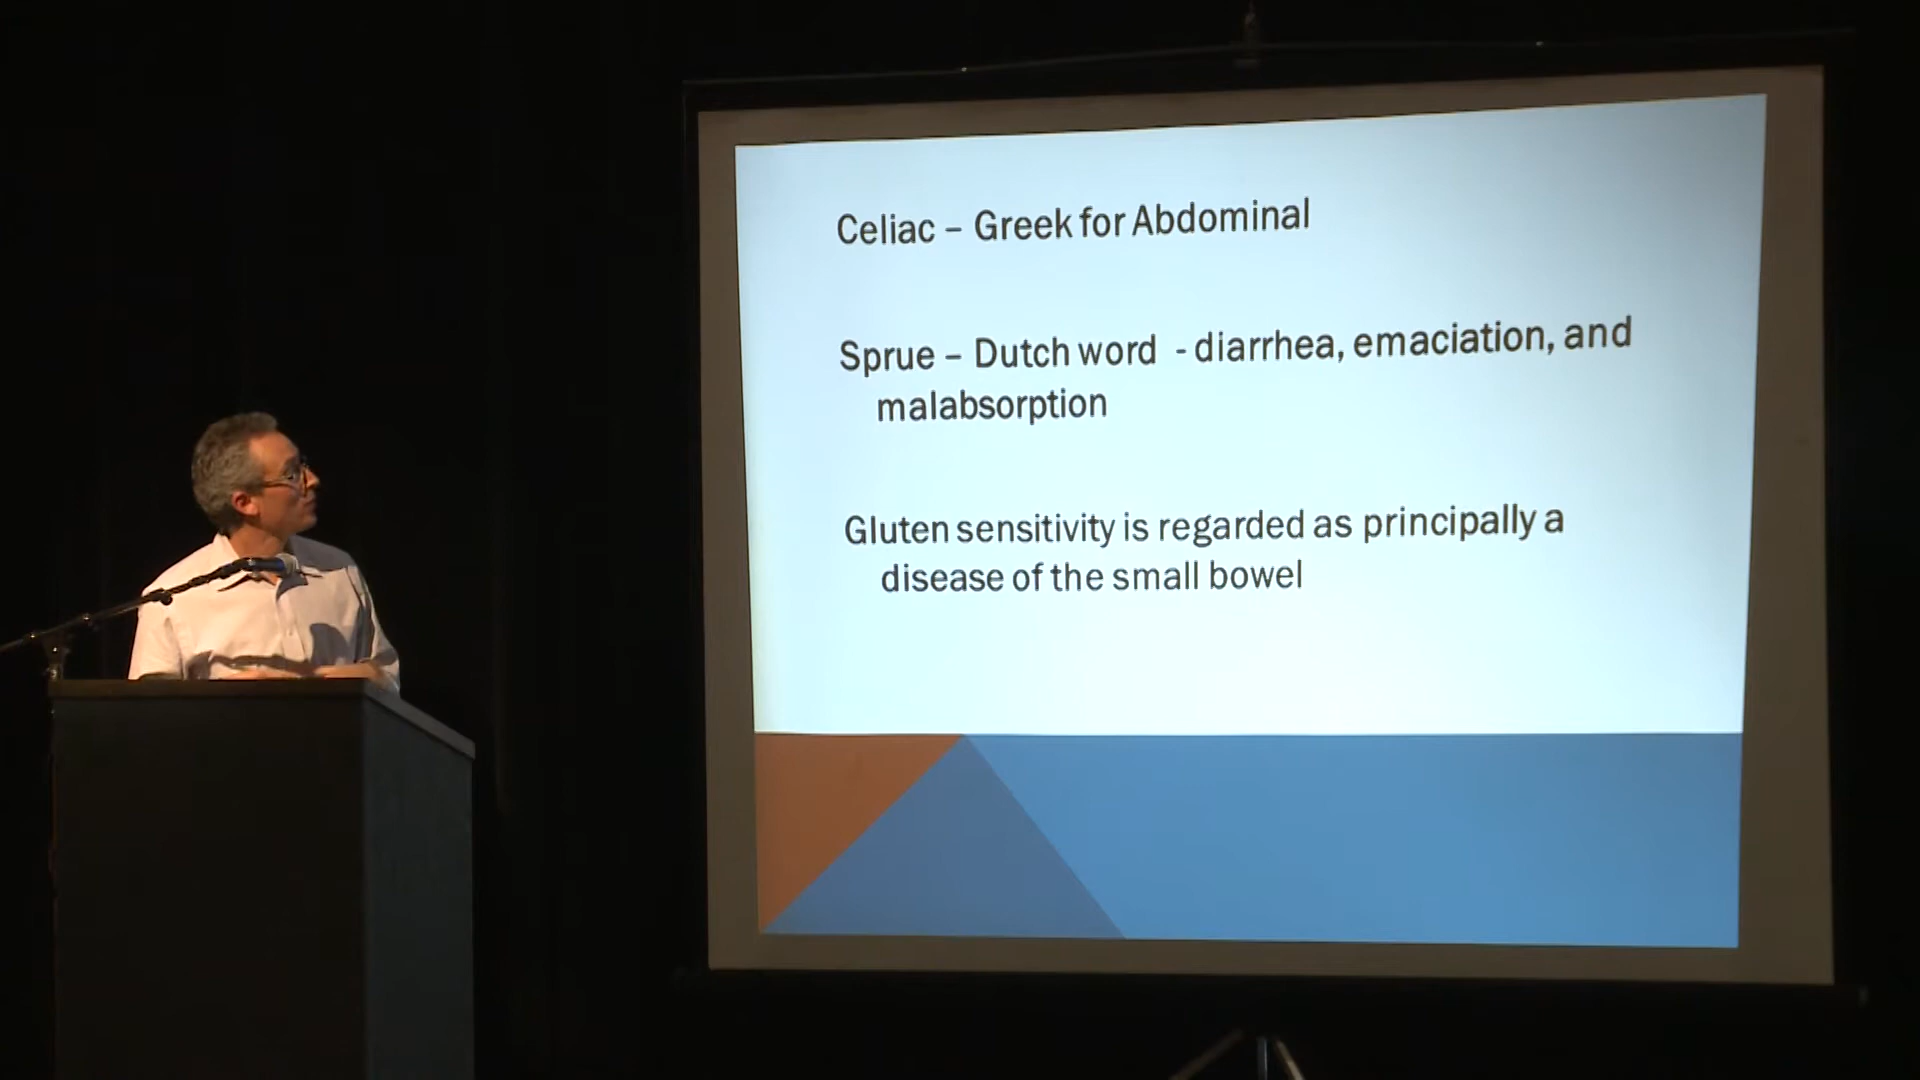 Celiac – Greek for Abdominal
Sprue – Dutch word - diarrhea, emaciation, and
malabsorption
Gluten sensitivity is regarded as principally a
disease of the small bowel